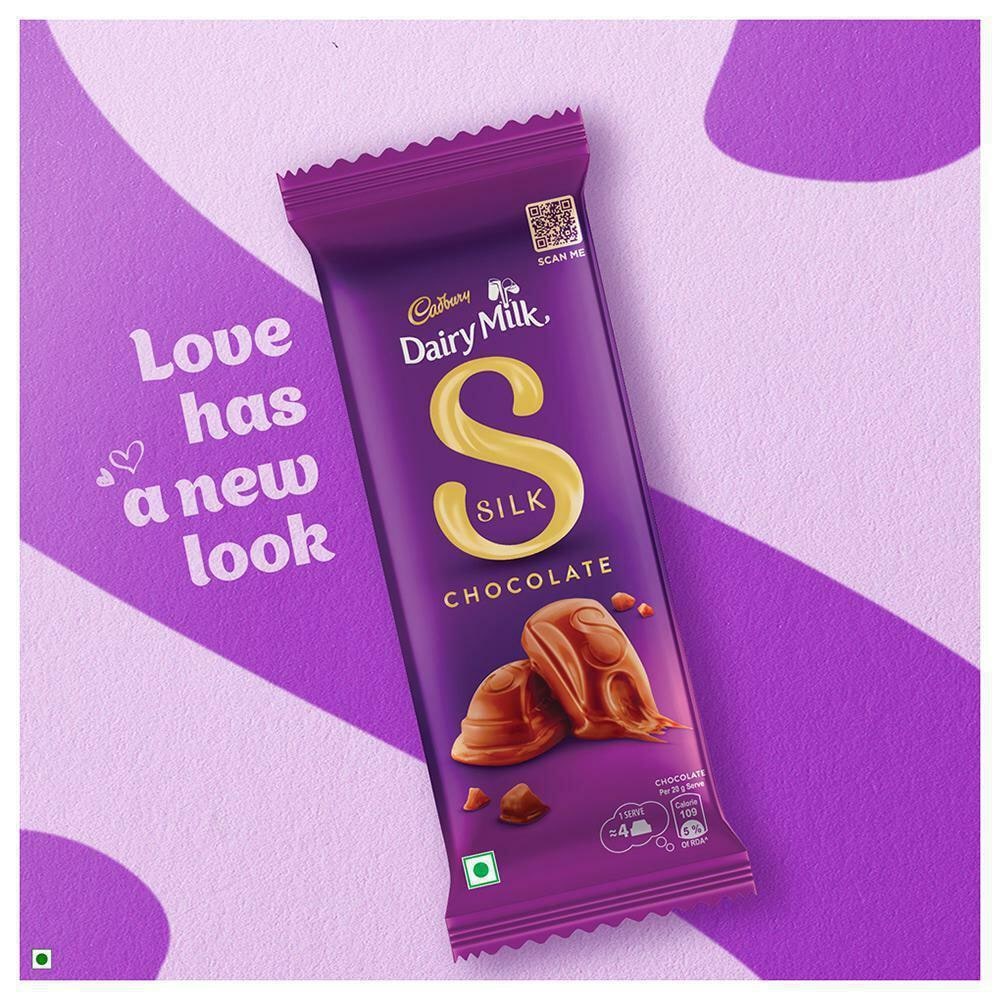 Love
has
a new
look
SCAN ME
Cadbury
Dairy Milk
S
SILK
CHOCOLATE
CHOCOLATE
Per 20 g Serve
1 SERVE
≈4
Calorie
109
5 %
Of RDA^